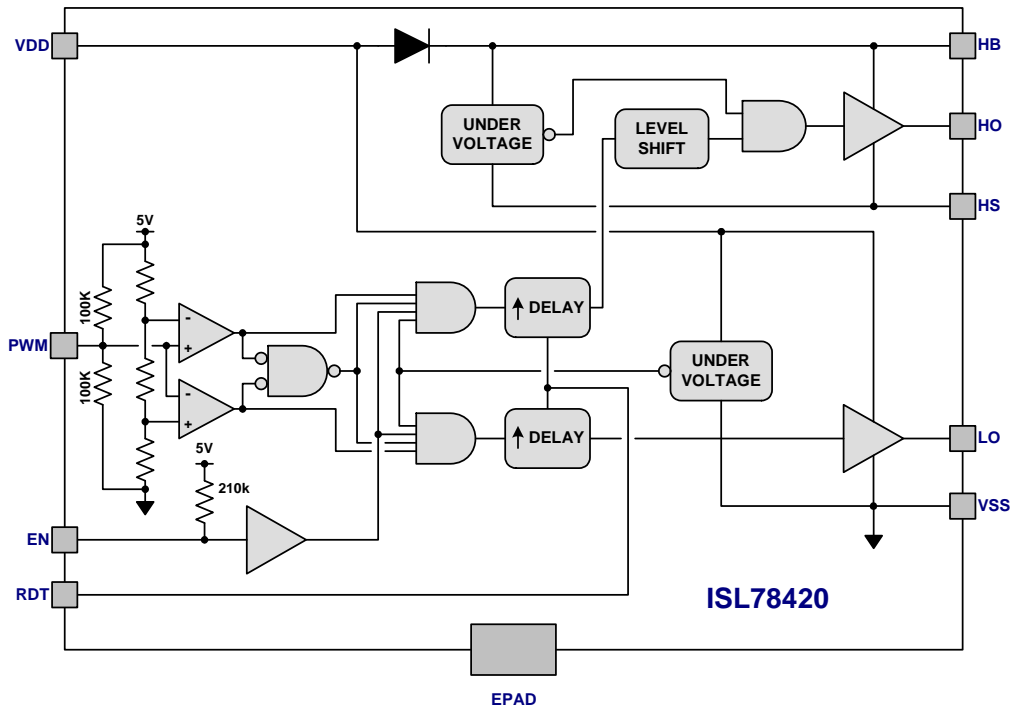 VDD
HB
UNDER
VOLTAGE
LEVEL
SHIFT
HO
HS
5V
100K
DELAY
PWM
-
+
UNDER
VOLTAGE
100K
-
+
DELAY
LO
5V
210k
VSS
EN
RDT
ISL78420
EPAD